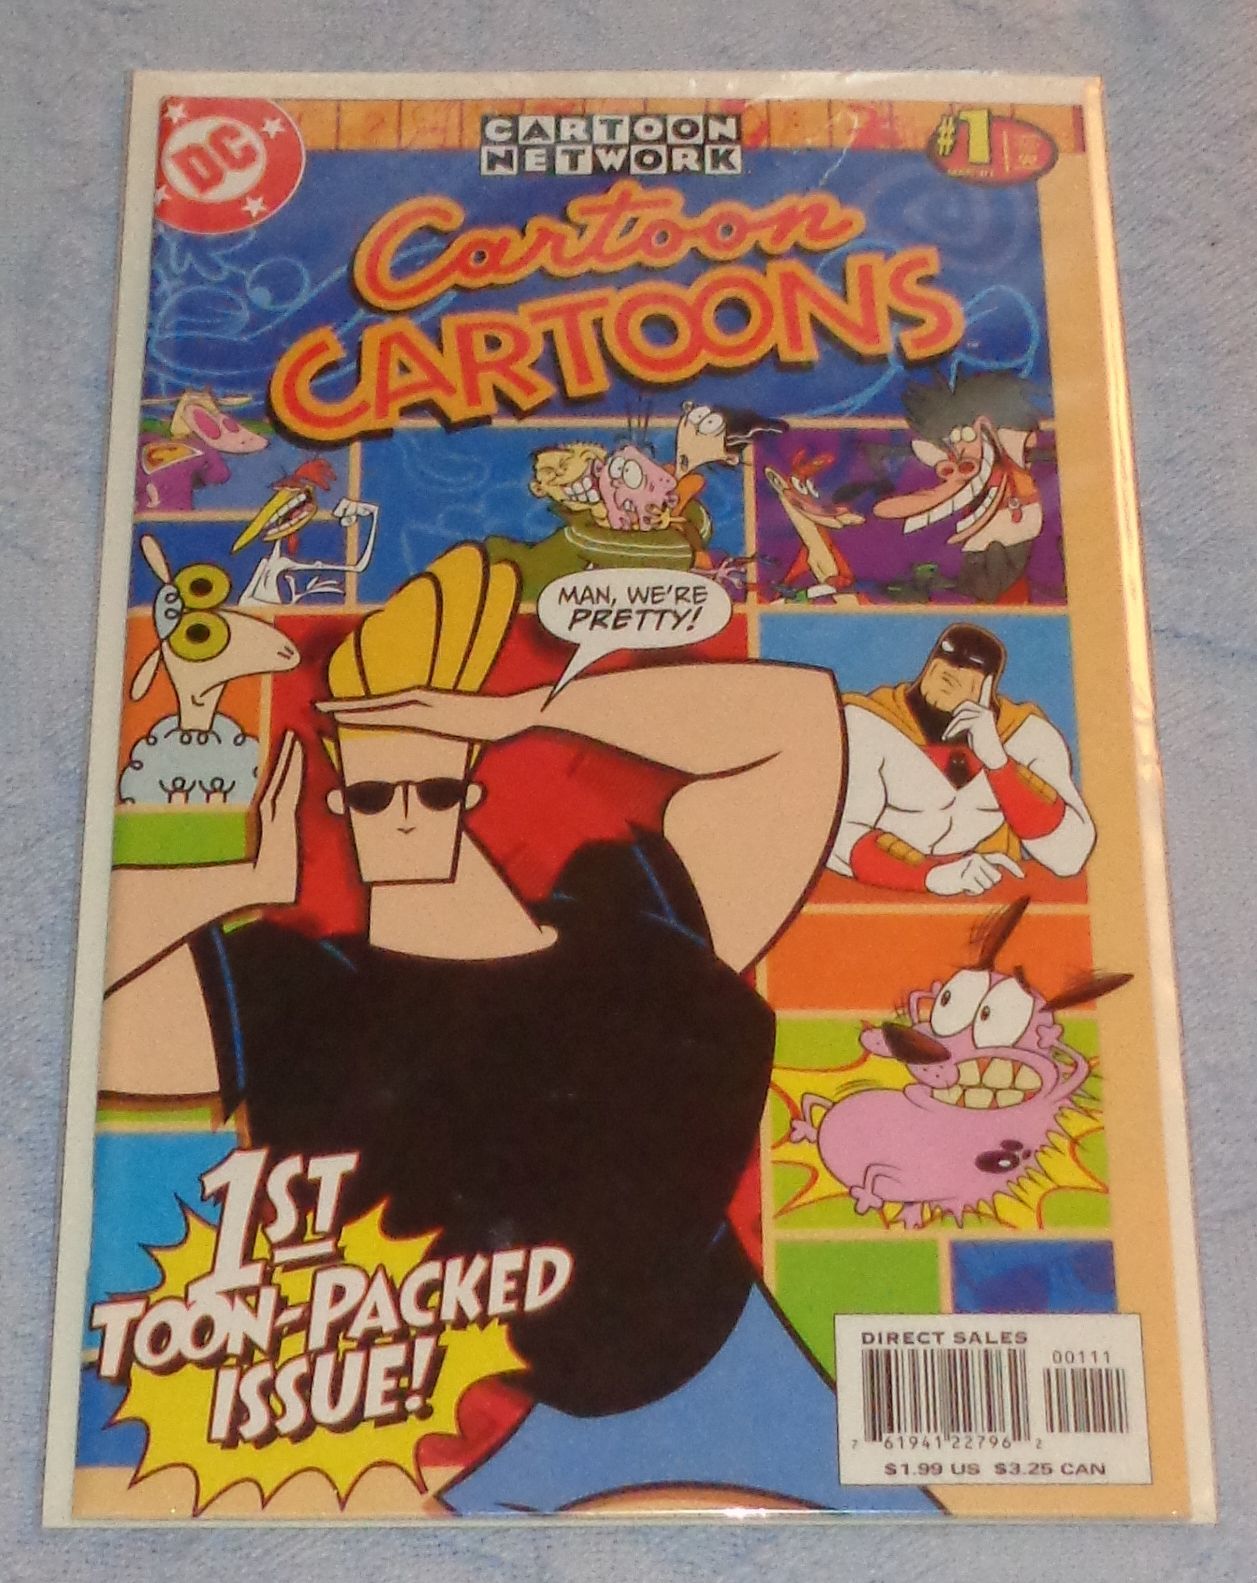 DC
CARTOON
NETWORK
#1
Cartoon
CARTOONS
MAN, WE'RE
PRETTY!
1ST
TOON-PACKED
ISSUE!
DIRECT SALES
00111
7 61941 22796 2
$1.99 US $3.25 CAN